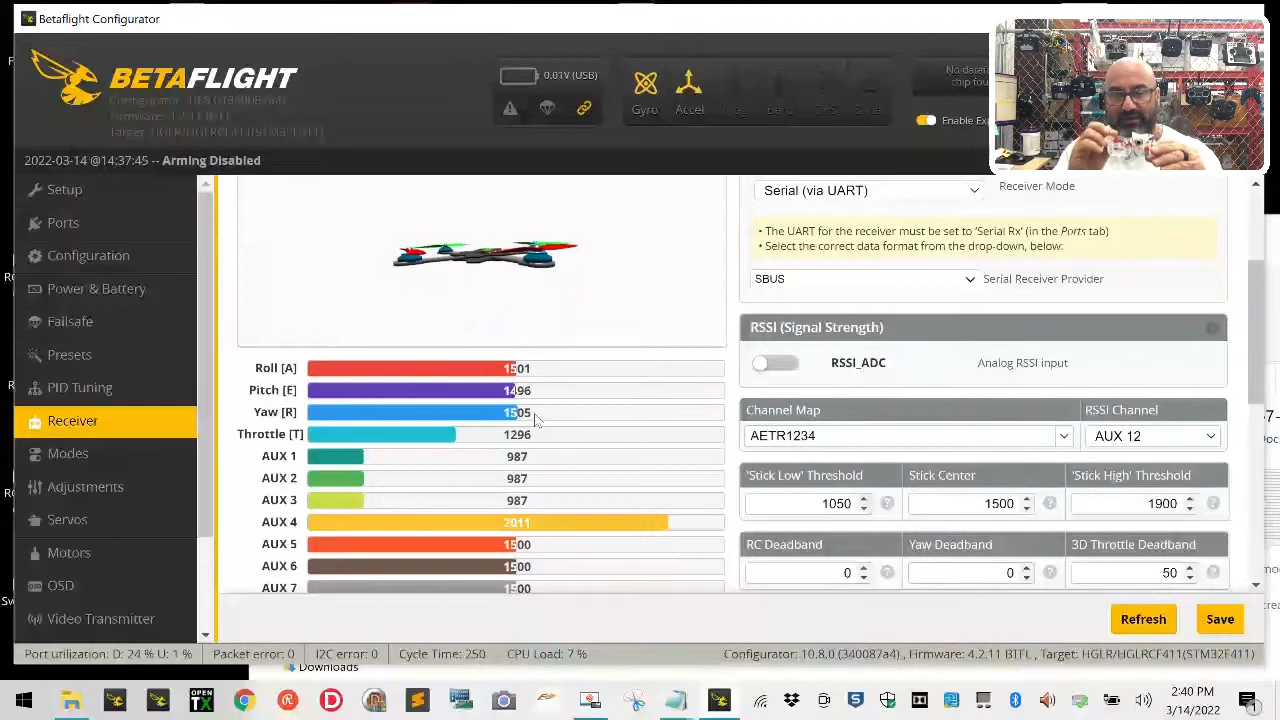 Betaflight Configurator
BETAFLIGHT
0.01V (USB)
Gyro
Accel
Enable
2022-03-14 @14:37:45 -- Arming Disabled
Setup
Ports
Configuration
Power & Battery
Failsafe
Presets
PID Tuning
Receiver
Modes
Adjustments
Servos
Motors
OSD
Video Transmitter
Serial (via UART)
Receiver Mode
• The UART for the receiver must be set to 'Serial Rx' (in the Ports tab)
• Select the correct data format from the drop-down, below:
SBUS
Serial Receiver Provider
RSSI (Signal Strength)
RSSI_ADC
Analog RSSI input
Roll [A] 1501
Pitch [E] 1496
Yaw [R] 1505
Throttle [T] 1296
AUX 1 987
AUX 2 987
AUX 3 987
AUX 4 2011
AUX 5 1500
AUX 6 1500
AUX 7 1500
Channel Map
RSSI Channel
AETR1234
AUX 12
'Stick Low' Threshold
Stick Center
'Stick High' Threshold
1050
1500
1900
RC Deadband
Yaw Deadband
3D Throttle Deadband
0
0
50
Refresh
Save
Port utilization: D: 24 % U: 1 %
Packet error: 0
I2C error: 0
Cycle Time: 250
CPU Load: 7 %
Configurator: 10.8.0 (340087a4), Firmware: 4.2.11 BTFL, Target: HGLR/HGLRCF411(STM32F411)
Downloads
OPEN
TX
2:40 PM
3/14/2022